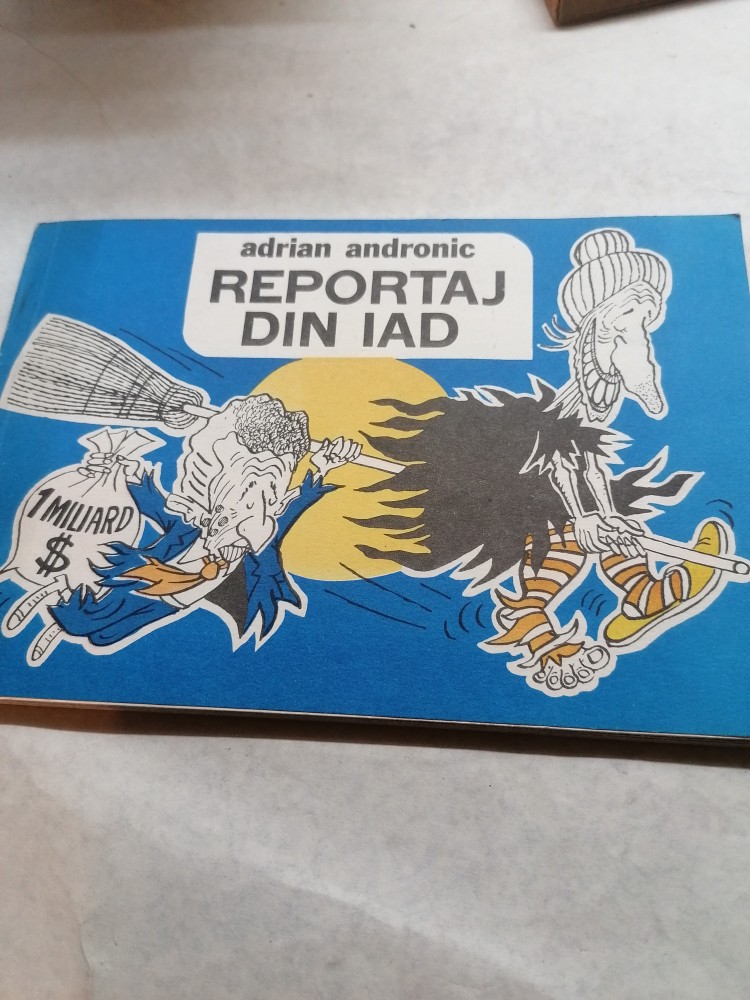 adrian andronic
REPORTAJ
DIN IAD
1 MILIARD
$